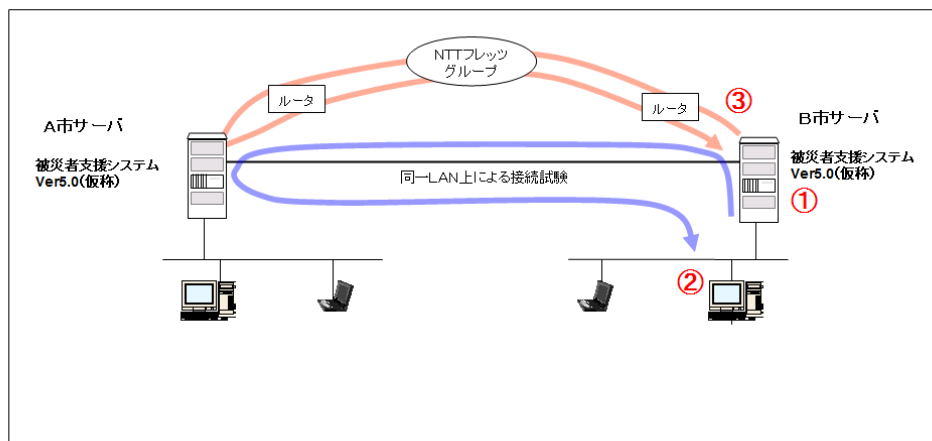 NTTフレッツ
グループ
ルータ
ルータ
③
A市サーバ
B市サーバ
被災者支援システム
Ver5.0(仮称)
被災者支援システム
Ver5.0(仮称)
同一LAN上による接続試験
①
②